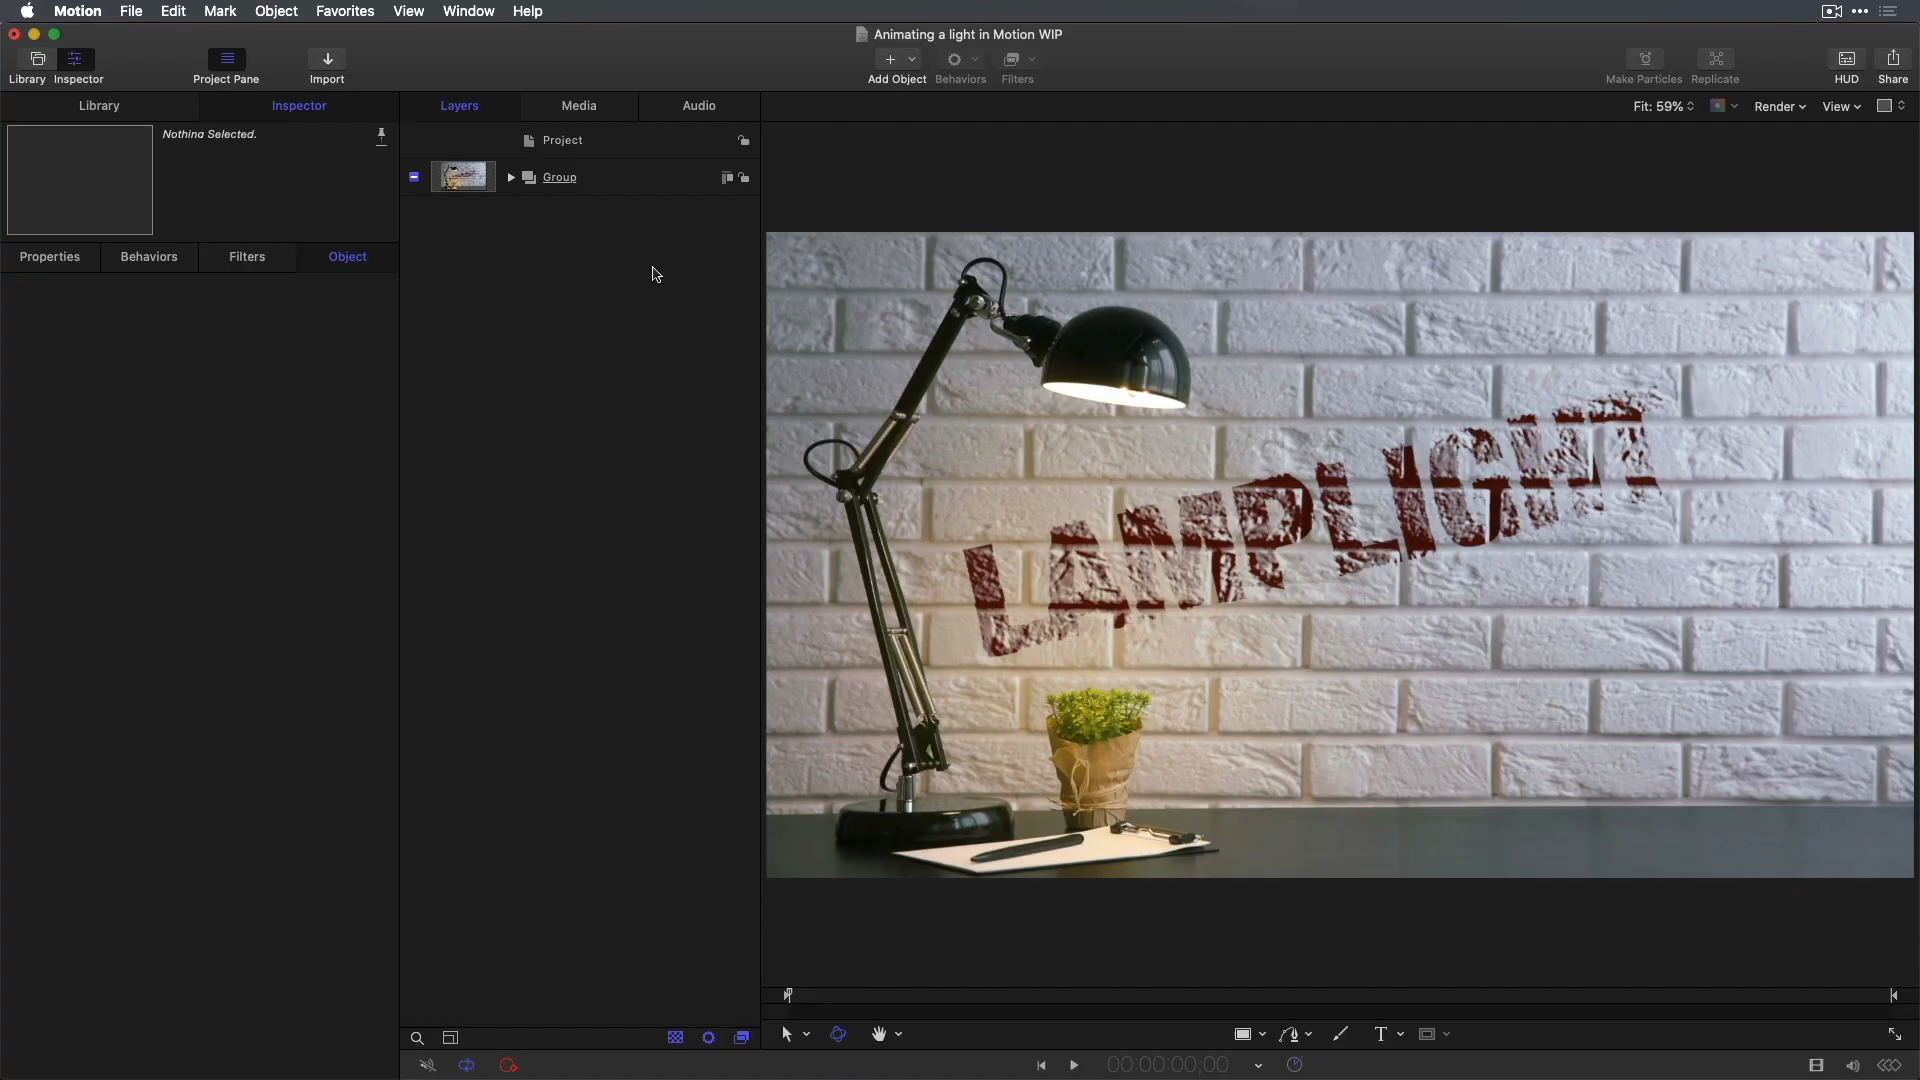 Motion File Edit Mark Object Favorites View Window Help
Animating a light in Motion WIP
Library Inspector Project Pane Import Add Object Behaviors Filters Make Particles Replicate HUD Share
Library Inspector Layers Media Audio Fit: 59% Render View
Nothing Selected.
Project
Group
Properties Behaviors Filters Object
LAMPLIGHT
T
00:00:00;00